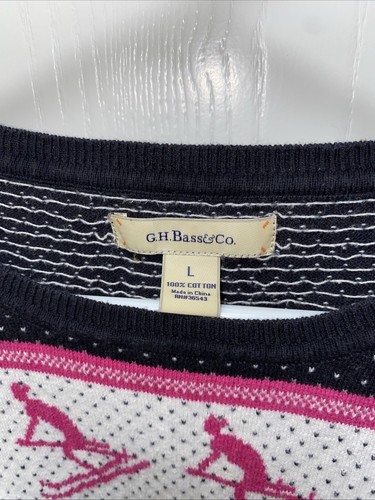 G.H.Bass&Co.
L
100% COTTON
Made in China
RN#36543